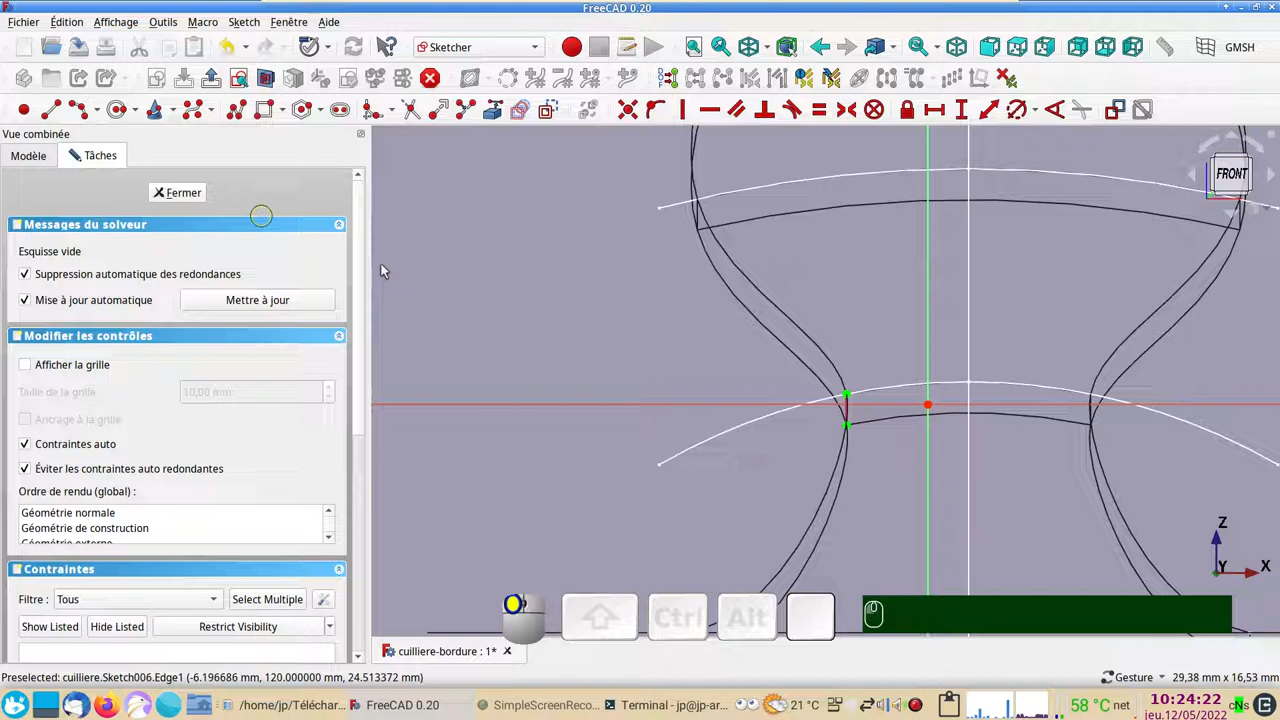 FreeCAD 0.20
Fichier Édition Affichage Outils Macro Sketch Fenêtre Aide
Sketcher
GMSH
Vue combinée
Modèle Tâches
Fermer
Messages du solveur
Esquisse vide
Suppression automatique des redondances
Mise à jour automatique Mettre à jour
Modifier les contrôles
Afficher la grille
Taille de la grille 10,00 mm
Ancrage à la grille
Contraintes auto
Éviter les contraintes auto redondantes
Ordre de rendu (global) :
Géométrie normale
Géométrie de construction
Géométrie externe
Contraintes
Filtre : Tous Select Multiple
Show Listed Hide Listed Restrict Visibility
FRONT
Z
Y X
Ctrl Alt
cuilliere-bordure : 1*
Preselected: cuilliere.Sketch006.Edge1 (-6.196686 mm, 120.000000 mm, 24.513372 mm) Gesture 29,38 mm x 16,53 mm
/home/jp/Téléchar... FreeCAD 0.20 SimpleScreenReco... Terminal - jp@jp-ar... 21 °C 58 °C net 10:24:22
jeu.12/05/2022 cNs